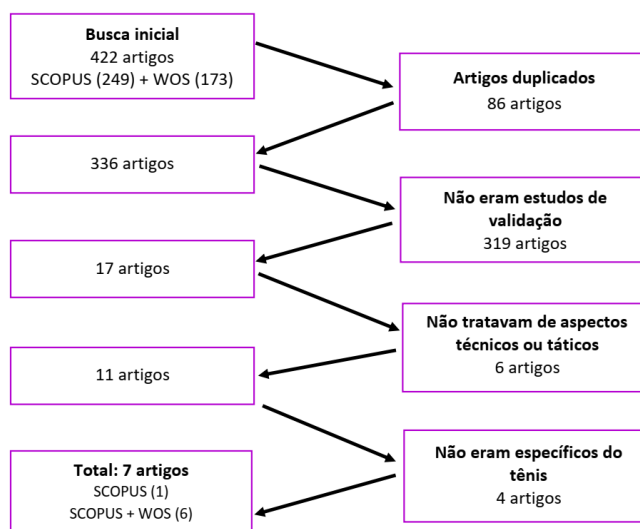 Busca inicial
422 artigos
SCOPUS (249) + WOS (173)
Artigos duplicados
86 artigos
336 artigos
Não eram estudos de
validação
319 artigos
17 artigos
Não tratavam de aspectos
técnicos ou táticos
6 artigos
11 artigos
Não eram específicos do
tênis
4 artigos
Total: 7 artigos
SCOPUS (1)
SCOPUS + WOS (6)